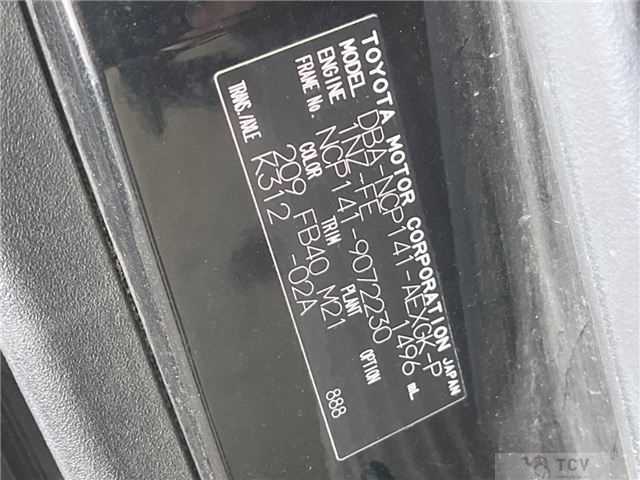 TOYOTA MOTOR CORPORATION JAPAN
MODEL DBA-NCP141-AEXGK-P
ENGINE 1NZ-FE 1496 mL
FRAME No. NCP141-9072230
COLOR TRIM PLANT OPTION
209 FB40 M21
TRANS./AXLE K312 -02A
888
TCV